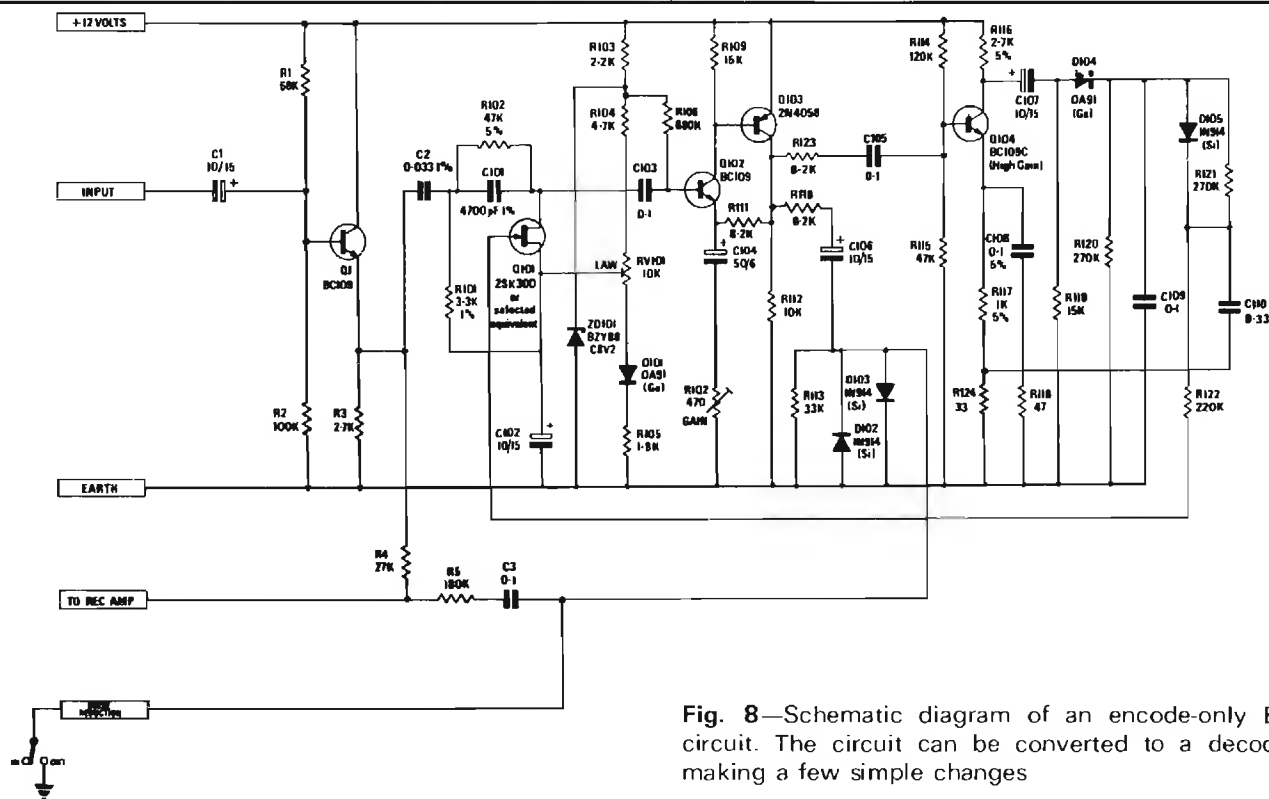 +12 VOLTS
R1
68K
C1
10/15
+
INPUT
Q1
BC109
R2
100K
R3
2·7K
R102
47K
5%
C2
0·033 1%
C101
4700pF 1%
R101
3·3K
1%
Q101
2SK30D
or
selected
equivalent
C102
10/15
+
R103
2·2K
R104
4·7K
R106
680K
C103
0·1
LAW
RV101
10K
ZD101
BZY88
C8V2
D101
OA91
(Ge)
R105
1·8K
R109
15K
Q102
BC109
Q103
2N4058
R111
8·2K
C104
50/6
+
R102
470
GAIN
R123
8·2K
C105
0·1
8·2K
C106
10/15
+
R112
10K
R113
33K
D103
IN914
(Si)
D102
IN914
(Si)
R114
120K
R115
47K
R116
2·7K
5%
+
C107
10/15
D104
OA91
(Ge)
Q104
BC109C
(High Gain)
C108
0·1
5%
R117
1K
5%
R124
33
R118
47
R119
15K
R120
270K
C109
0·1
D105
IN914
(Si)
R121
270K
C110
0·33
R122
220K
EARTH
R4
27K
R5
180K
C3
0·1
TO REC AMP
Fig. 8—Schematic diagram of an encode-only
circuit. The circuit can be converted to a
making a few simple changes